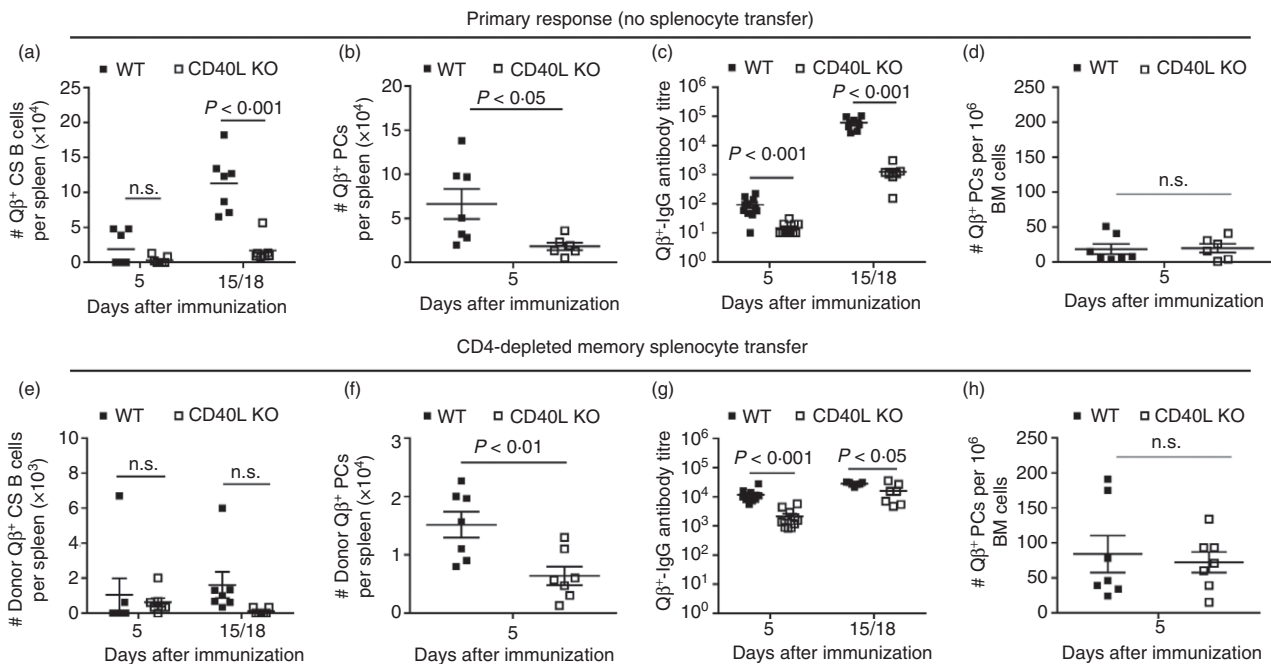 Primary response (no splenocyte transfer)
(a)
■ WT □ CD40L KO
# Qβ⁺ CS B cells
per spleen (×10⁴)
25
20
15
10
5
0
n.s.
P < 0·001
5
15/18
Days after immunization
(b)
■ WT □ CD40L KO
# Qβ⁺ PCs
per spleen (×10⁴)
20
15
10
5
0
P < 0·05
5
Days after immunization
(c)
■ WT □ CD40L KO
Qβ⁺-IgG antibody titre
10⁶
10⁵
10⁴
10³
10²
10¹
10⁰
P < 0·001
P < 0·001
5
15/18
Days after immunization
(d)
■ WT □ CD40L KO
# Qβ⁺ PCs per 10⁶
BM cells
250
200
150
100
50
0
n.s.
5
Days after immunization
CD4-depleted memory splenocyte transfer
(e)
■ WT □ CD40L KO
# Donor Qβ⁺ CS B cells
per spleen (×10³)
10
8
6
4
2
0
n.s.
n.s.
5
15/18
Days after immunization
(f)
■ WT □ CD40L KO
# Donor Qβ⁺ PCs
per spleen (×10⁴)
3
2
1
0
P < 0·01
5
Days after immunization
(g)
■ WT □ CD40L KO
Qβ⁺-IgG antibody titre
10⁶
10⁵
10⁴
10³
10²
10¹
10⁰
P < 0·001
P < 0·05
5
15/18
Days after immunization
(h)
■ WT □ CD40L KO
# Qβ⁺ PCs per 10⁶
BM cells
250
200
150
100
50
0
n.s.
5
Days after immunization